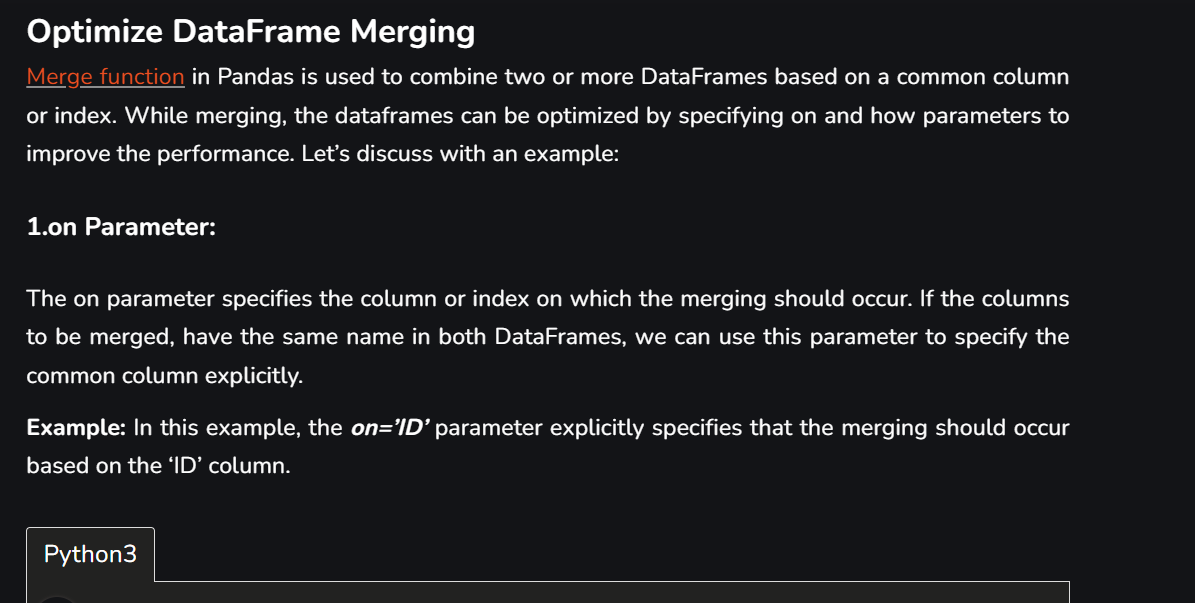 Optimize DataFrame Merging
Merge function in Pandas is used to combine two or more DataFrames based on a common column
or index. While merging, the dataframes can be optimized by specifying on and how parameters to
improve the performance. Let’s discuss with an example:
1.on Parameter:
The on parameter specifies the column or index on which the merging should occur. If the columns
to be merged, have the same name in both DataFrames, we can use this parameter to specify the
common column explicitly.
Example: In this example, the on=’ID’ parameter explicitly specifies that the merging should occur
based on the ‘ID’ column.
Python3